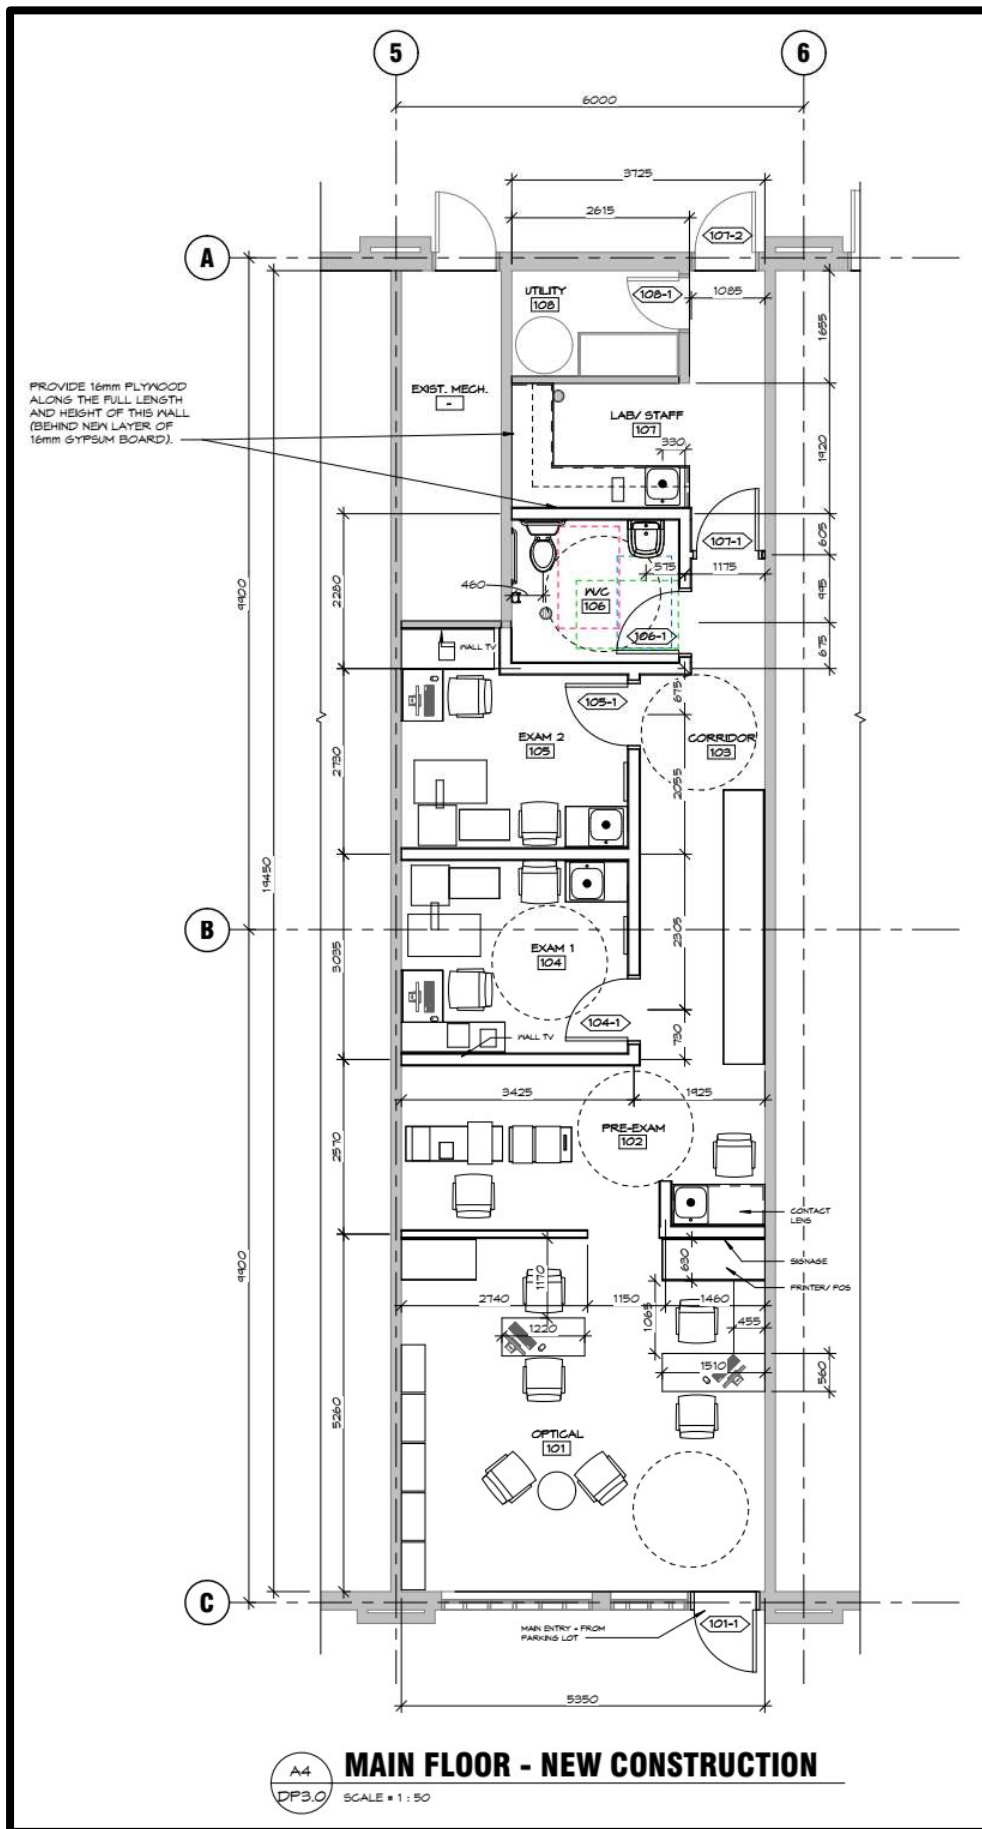 5
6
6000
3725
2615
107-2
A
UTILITY
108
108-1
1085
1655
PROVIDE 16mm PLYWOOD
ALONG THE FULL LENGTH
AND HEIGHT OF THIS WALL
(BEHIND NEW LAYER OF
16mm GYPSUM BOARD).
EXIST. MECH.
-
LAB/ STAFF
107
330
1920
107-1
605
575
1175
9900
2280
460
W/C
106
995
106-1
WALL TV
675
675
105-1
EXAM 2
105
CORRIDOR
103
2730
2055
19450
B
EXAM 1
104
2305
3035
104-1
WALL TV
730
3425
1925
PRE-EXAM
102
2570
CONTACT
LENS
SIGNAGE
630
PRINTER/ POS
9900
1170
2740
1150
1460
1065
455
1220
1510
560
5260
OPTICAL
101
C
MAIN ENTRY - FROM
PARKING LOT
101-1
5350
A4
DP3.0
MAIN FLOOR - NEW CONSTRUCTION
SCALE = 1 : 50